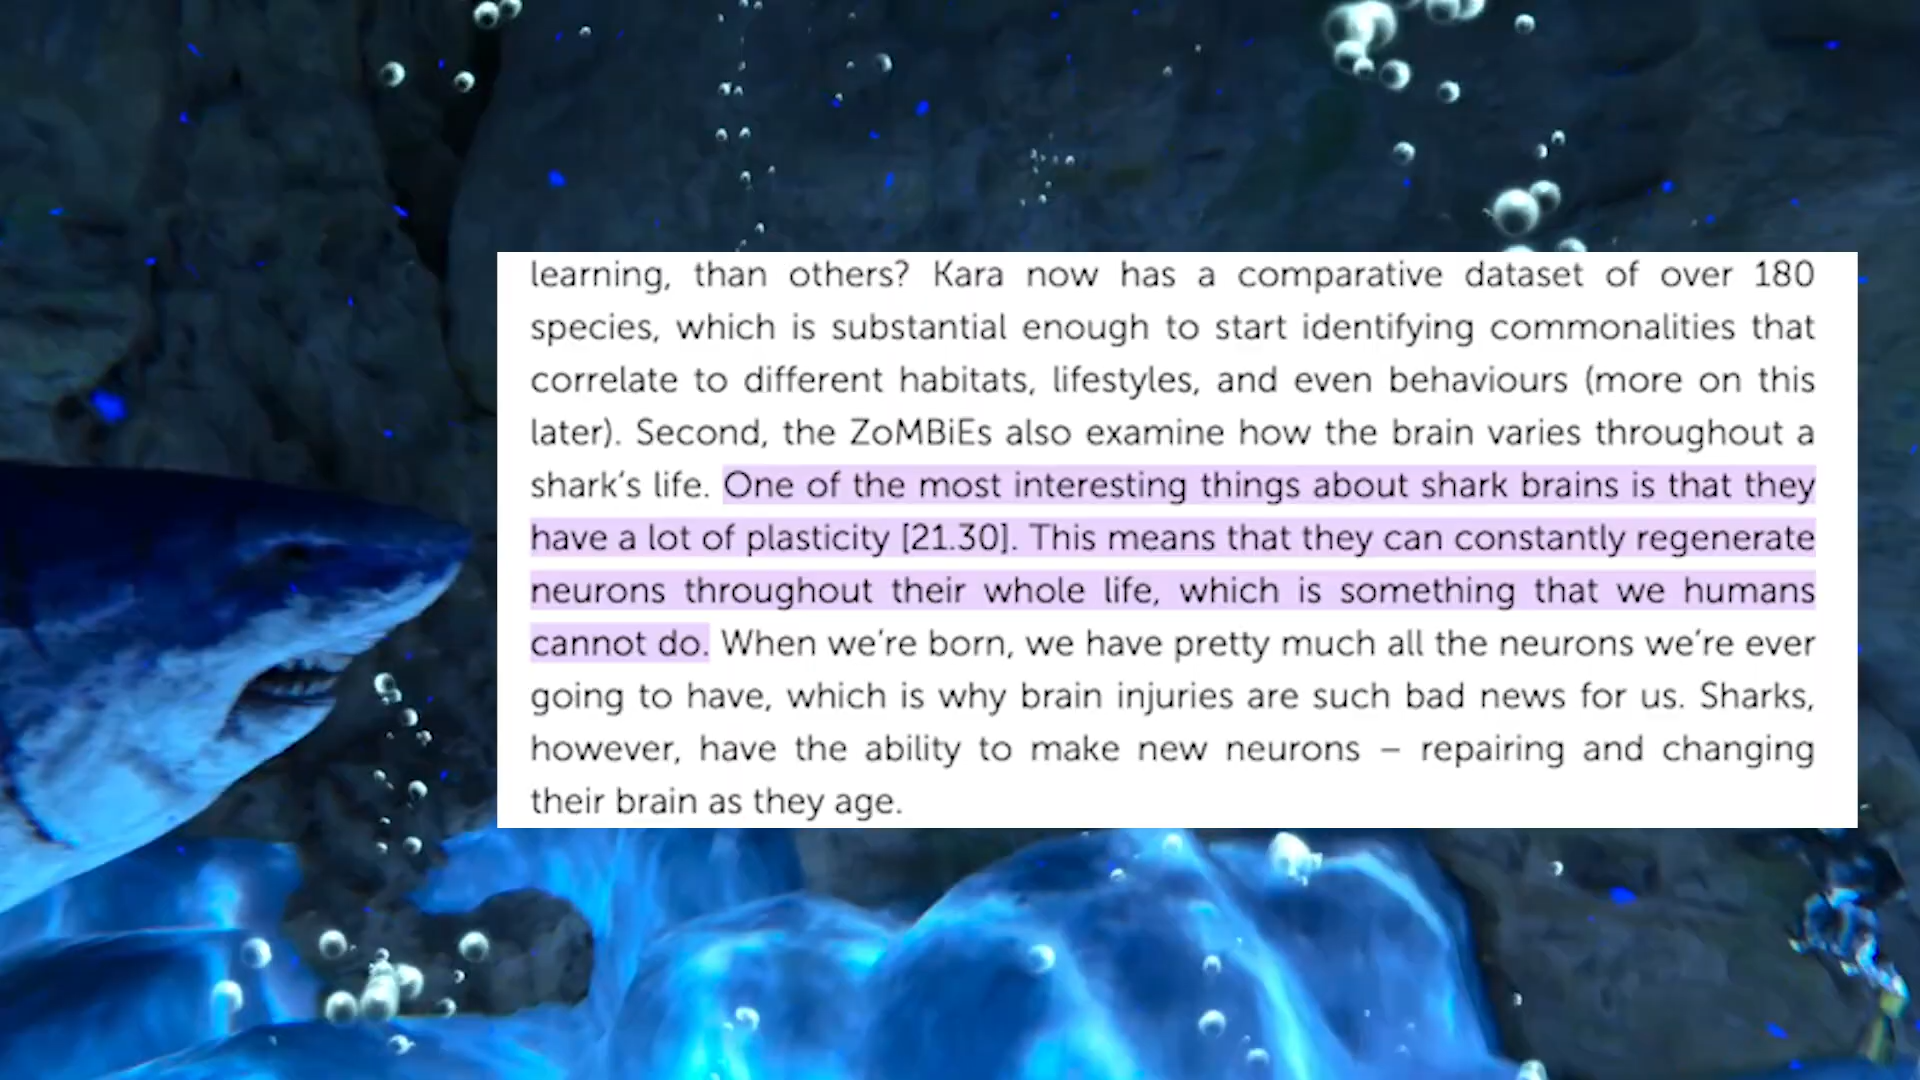 learning, than others? Kara now has a comparative dataset of over 180
species, which is substantial enough to start identifying commonalities that
correlate to different habitats, lifestyles, and even behaviours (more on this
later). Second, the ZoMBiEs also examine how the brain varies throughout a
shark’s life. One of the most interesting things about shark brains is that they
have a lot of plasticity [21.30]. This means that they can constantly regenerate
neurons throughout their whole life, which is something that we humans
cannot do. When we’re born, we have pretty much all the neurons we’re ever
going to have, which is why brain injuries are such bad news for us. Sharks,
however, have the ability to make new neurons – repairing and changing
their brain as they age.